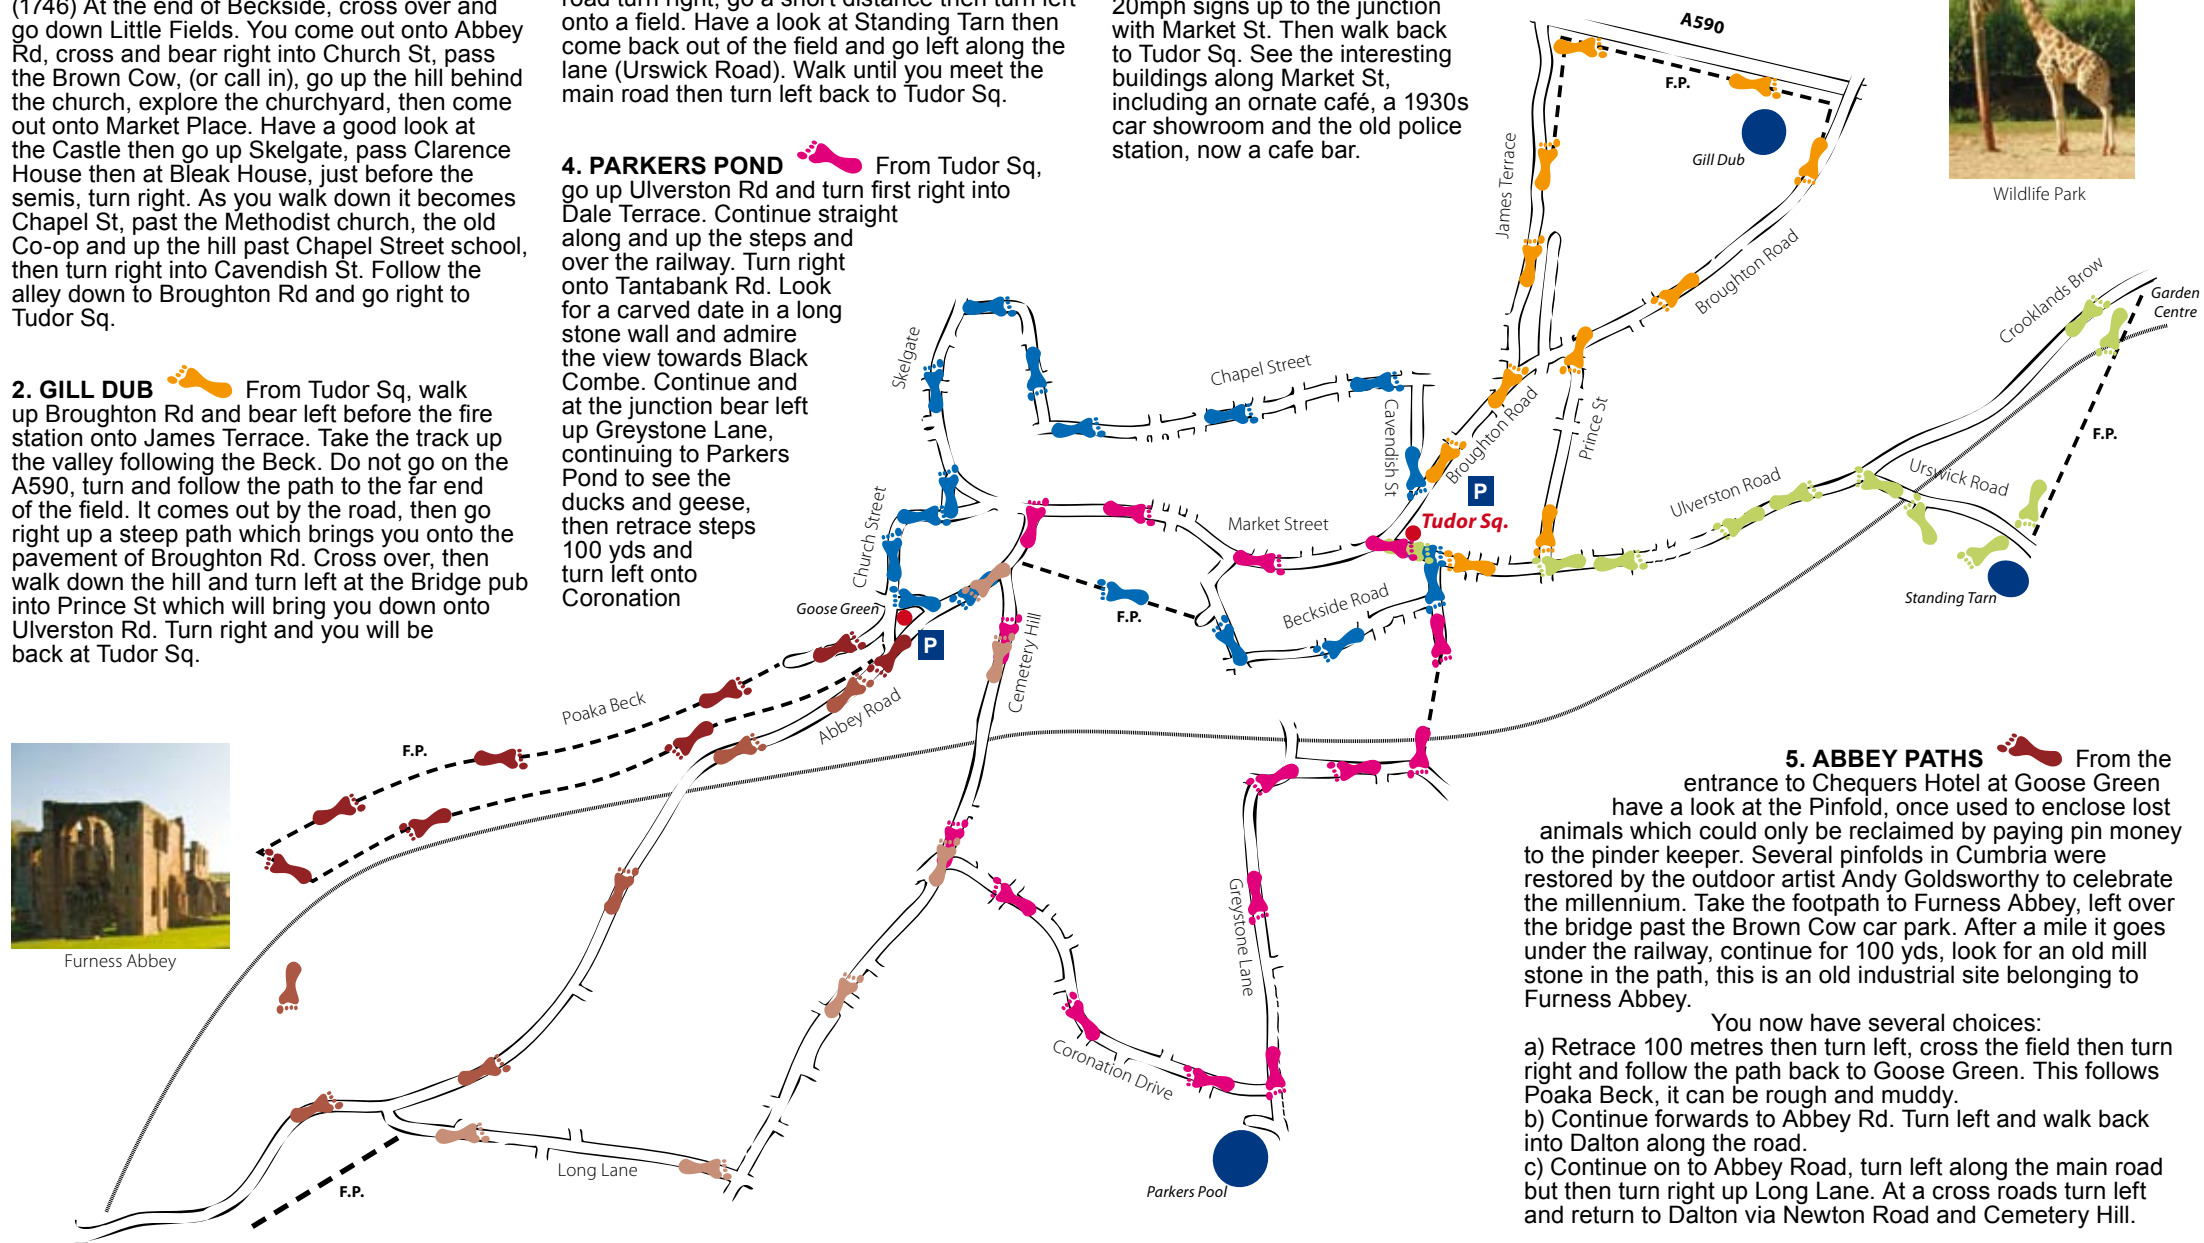 (1746) At the end of Beckside, cross over and
go down Little Fields. You come out onto Abbey
Rd, cross and bear right into Church St, pass
the Brown Cow, (or call in), go up the hill behind
the church, explore the churchyard, then come
out onto Market Place. Have a good look at
the Castle then go up Skelgate, pass Clarence
House then at Bleak House, just before the
semis, turn right. As you walk down it becomes
Chapel St, past the Methodist church, the old
Co-op and up the hill past Chapel Street school,
then turn right into Cavendish St. Follow the
alley down to Broughton Rd and go right to
Tudor Sq.
2. GILL DUB From Tudor Sq, walk
up Broughton Rd and bear left before the fire
station onto James Terrace. Take the track up
the valley following the Beck. Do not go on the
A590, turn and follow the path to the far end
of the field. It comes out by the road, then go
right up a steep path which brings you onto the
pavement of Broughton Rd. Cross over, then
walk down the hill and turn left at the Bridge pub
into Prince St which will bring you down onto
Ulverston Rd. Turn right and you will be
back at Tudor Sq.
road turn right, go a short distance then turn left
onto a field. Have a look at Standing Tarn then
come back out of the field and go left along the
lane (Urswick Road). Walk until you meet the
main road then turn left back to Tudor Sq.
4. PARKERS POND From Tudor Sq,
go up Ulverston Rd and turn first right into
Dale Terrace. Continue straight
along and up the steps and
over the railway. Turn right
onto Tantabank Rd. Look
for a carved date in a long
stone wall and admire
the view towards Black
Combe. Continue and
at the junction bear left
up Greystone Lane,
continuing to Parkers
Pond to see the
ducks and geese,
then retrace steps
100 yds and
turn left onto
Coronation
20mph signs up to the junction
with Market St. Then walk back
to Tudor Sq. See the interesting
buildings along Market St,
including an ornate café, a 1930s
car showroom and the old police
station, now a cafe bar.
A590
F.P.
Gill Dub
James Terrace
Broughton Road
Wildlife Park
Crooklands Brow
Garden
Centre
F.P.
Skelgate
Chapel Street
Cavendish St
Broughton Road
Prince St
P
Tudor Sq.
Ulverston Road
Urswick Road
Standing Tarn
Church Street
Market Street
Goose Green
P
F.P.
Beckside Road
Cemetery Hill
Poaka Beck
Abbey Road
F.P.
Furness Abbey
Greystone Lane
Coronation Drive
Long Lane
F.P.
Parkers Pool
5. ABBEY PATHS From the
entrance to Chequers Hotel at Goose Green
have a look at the Pinfold, once used to enclose lost
animals which could only be reclaimed by paying pin money
to the pinder keeper. Several pinfolds in Cumbria were
restored by the outdoor artist Andy Goldsworthy to celebrate
the millennium. Take the footpath to Furness Abbey, left over
the bridge past the Brown Cow car park. After a mile it goes
under the railway, continue for 100 yds, look for an old mill
stone in the path, this is an old industrial site belonging to
Furness Abbey.
You now have several choices:
a) Retrace 100 metres then turn left, cross the field then turn
right and follow the path back to Goose Green. This follows
Poaka Beck, it can be rough and muddy.
b) Continue forwards to Abbey Rd. Turn left and walk back
into Dalton along the road.
c) Continue on to Abbey Road, turn left along the main road
but then turn right up Long Lane. At a cross roads turn left
and return to Dalton via Newton Road and Cemetery Hill.